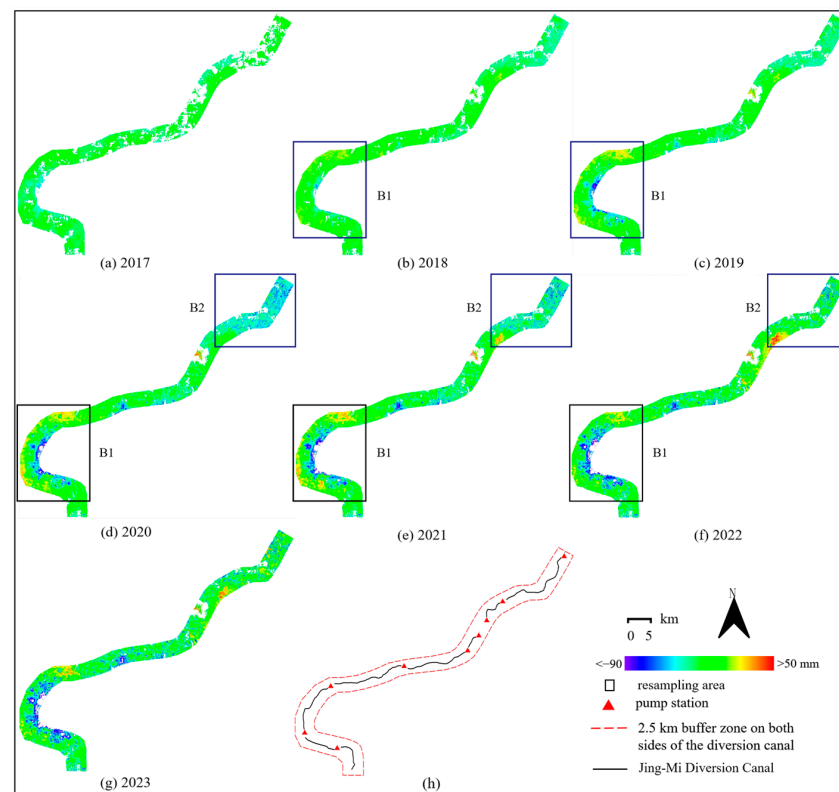 B1
(a) 2017
(b) 2018
B1
(c) 2019
B2
B1
(d) 2020
B2
B1
(e) 2021
B2
B1
(f) 2022
(g) 2023
(h)
N
km
0 5
<−90
>50 mm
resampling area
pump station
2.5 km buffer zone on both
sides of the diversion canal
Jing-Mi Diversion Canal